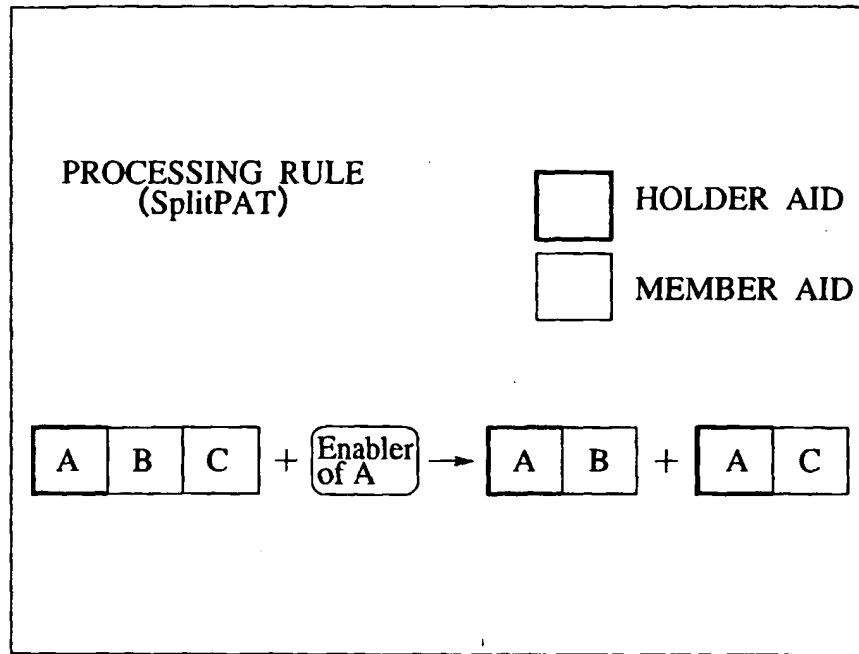 PROCESSING RULE
(SplitPAT)
HOLDER AID
MEMBER AID
A B C + Enabler of A → A B + A C